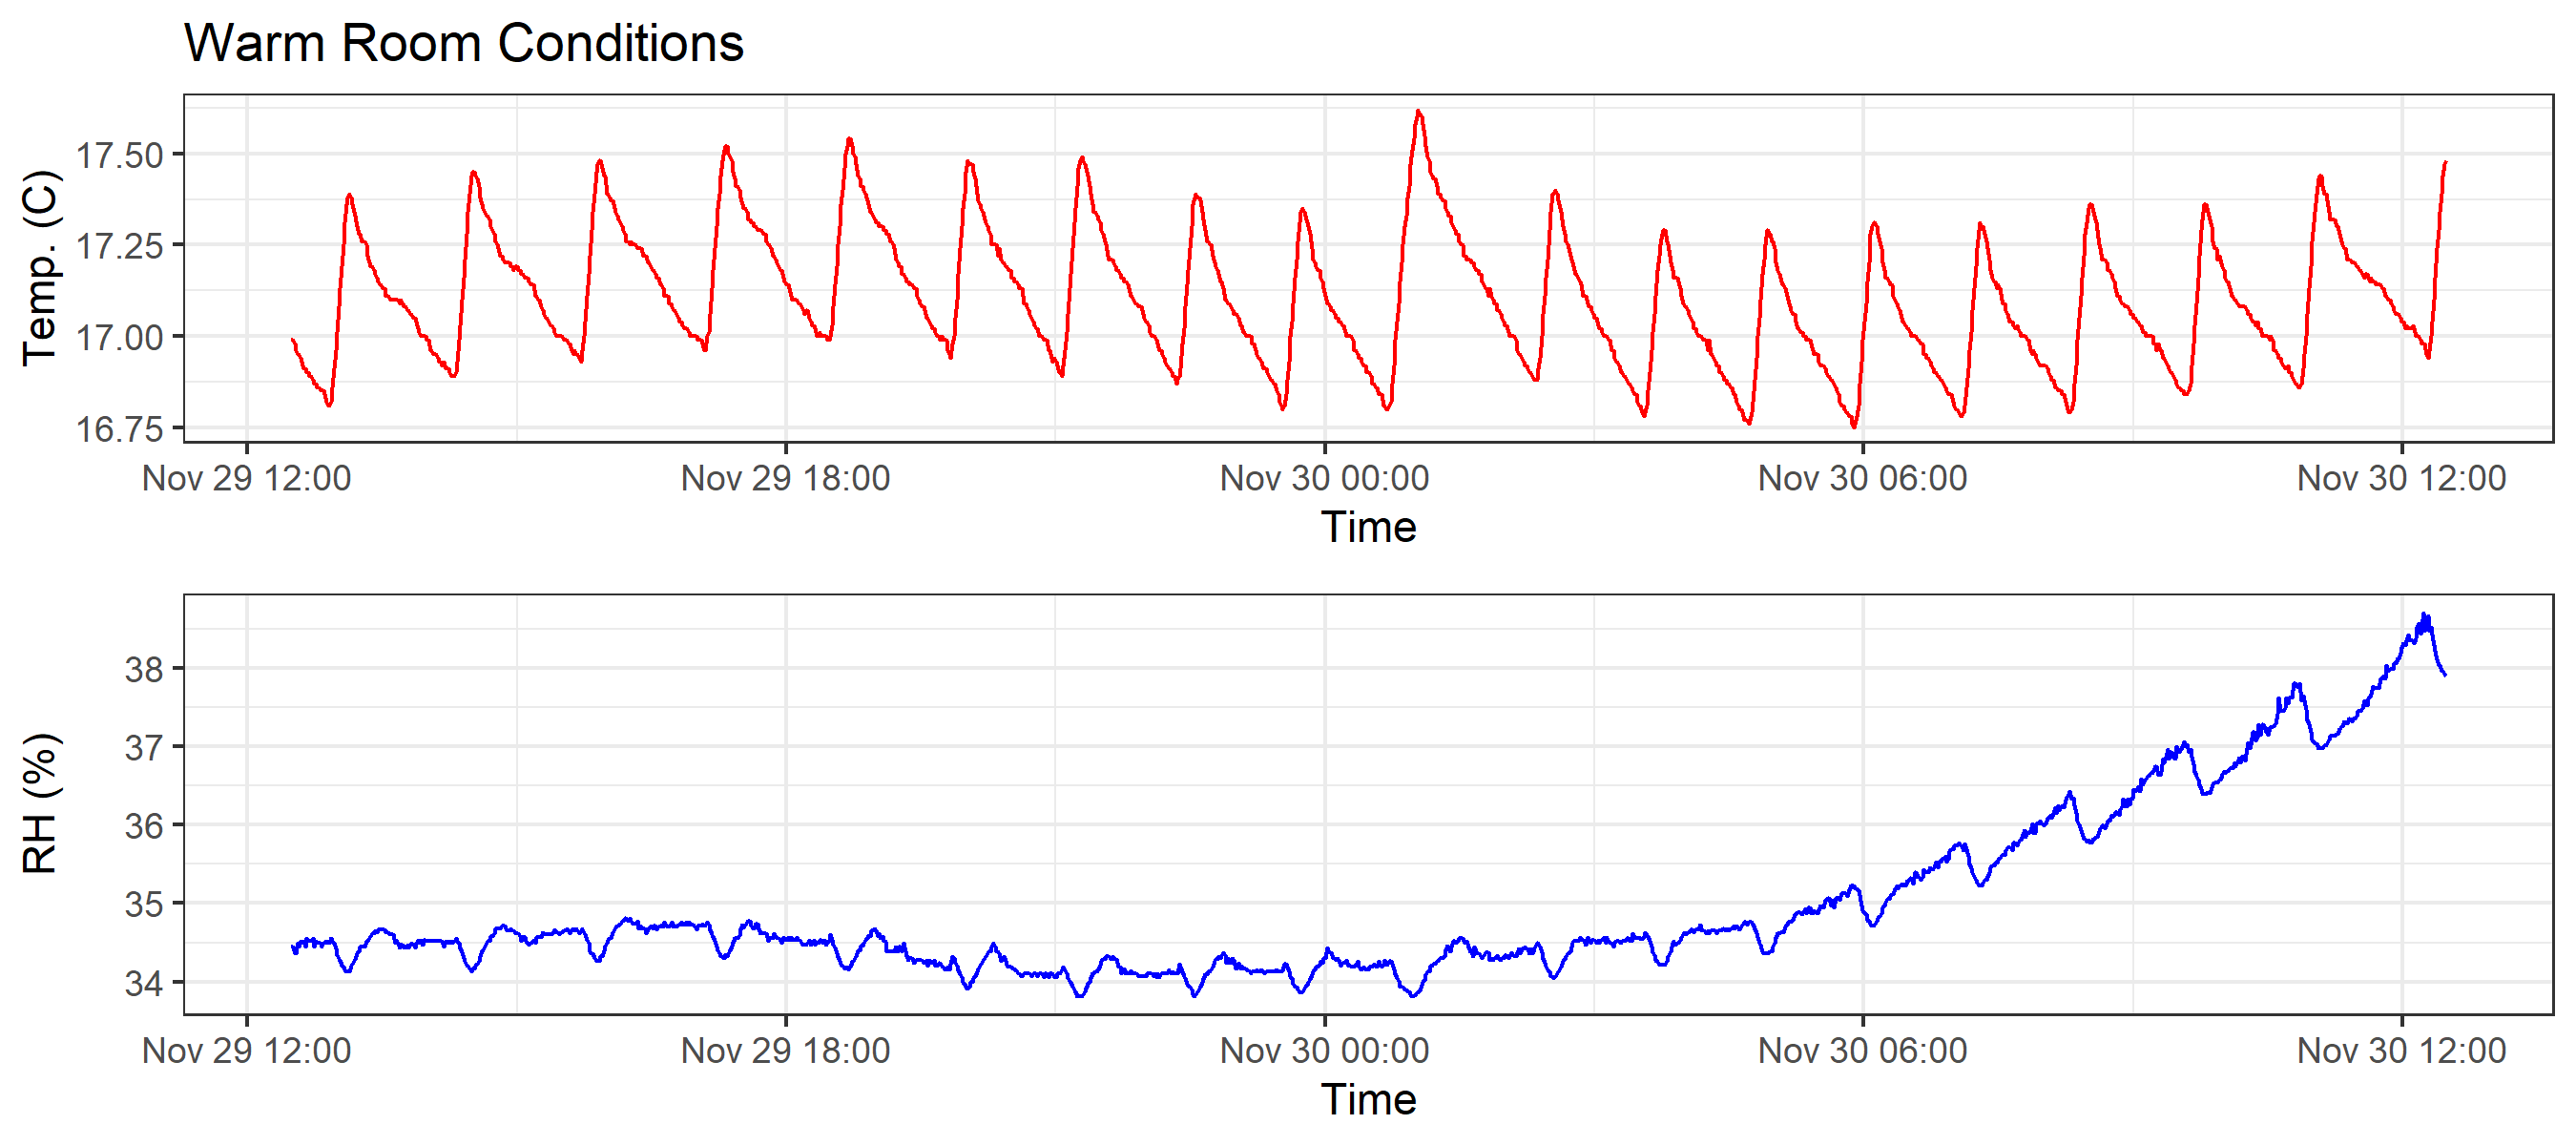 Warm Room Conditions
Temp. (C)
17.50
17.25
17.00
16.75
Nov 29 12:00 Nov 29 18:00 Nov 30 00:00 Nov 30 06:00 Nov 30 12:00
Time
RH (%)
38
37
36
35
34
Nov 29 12:00 Nov 29 18:00 Nov 30 00:00 Nov 30 06:00 Nov 30 12:00
Time